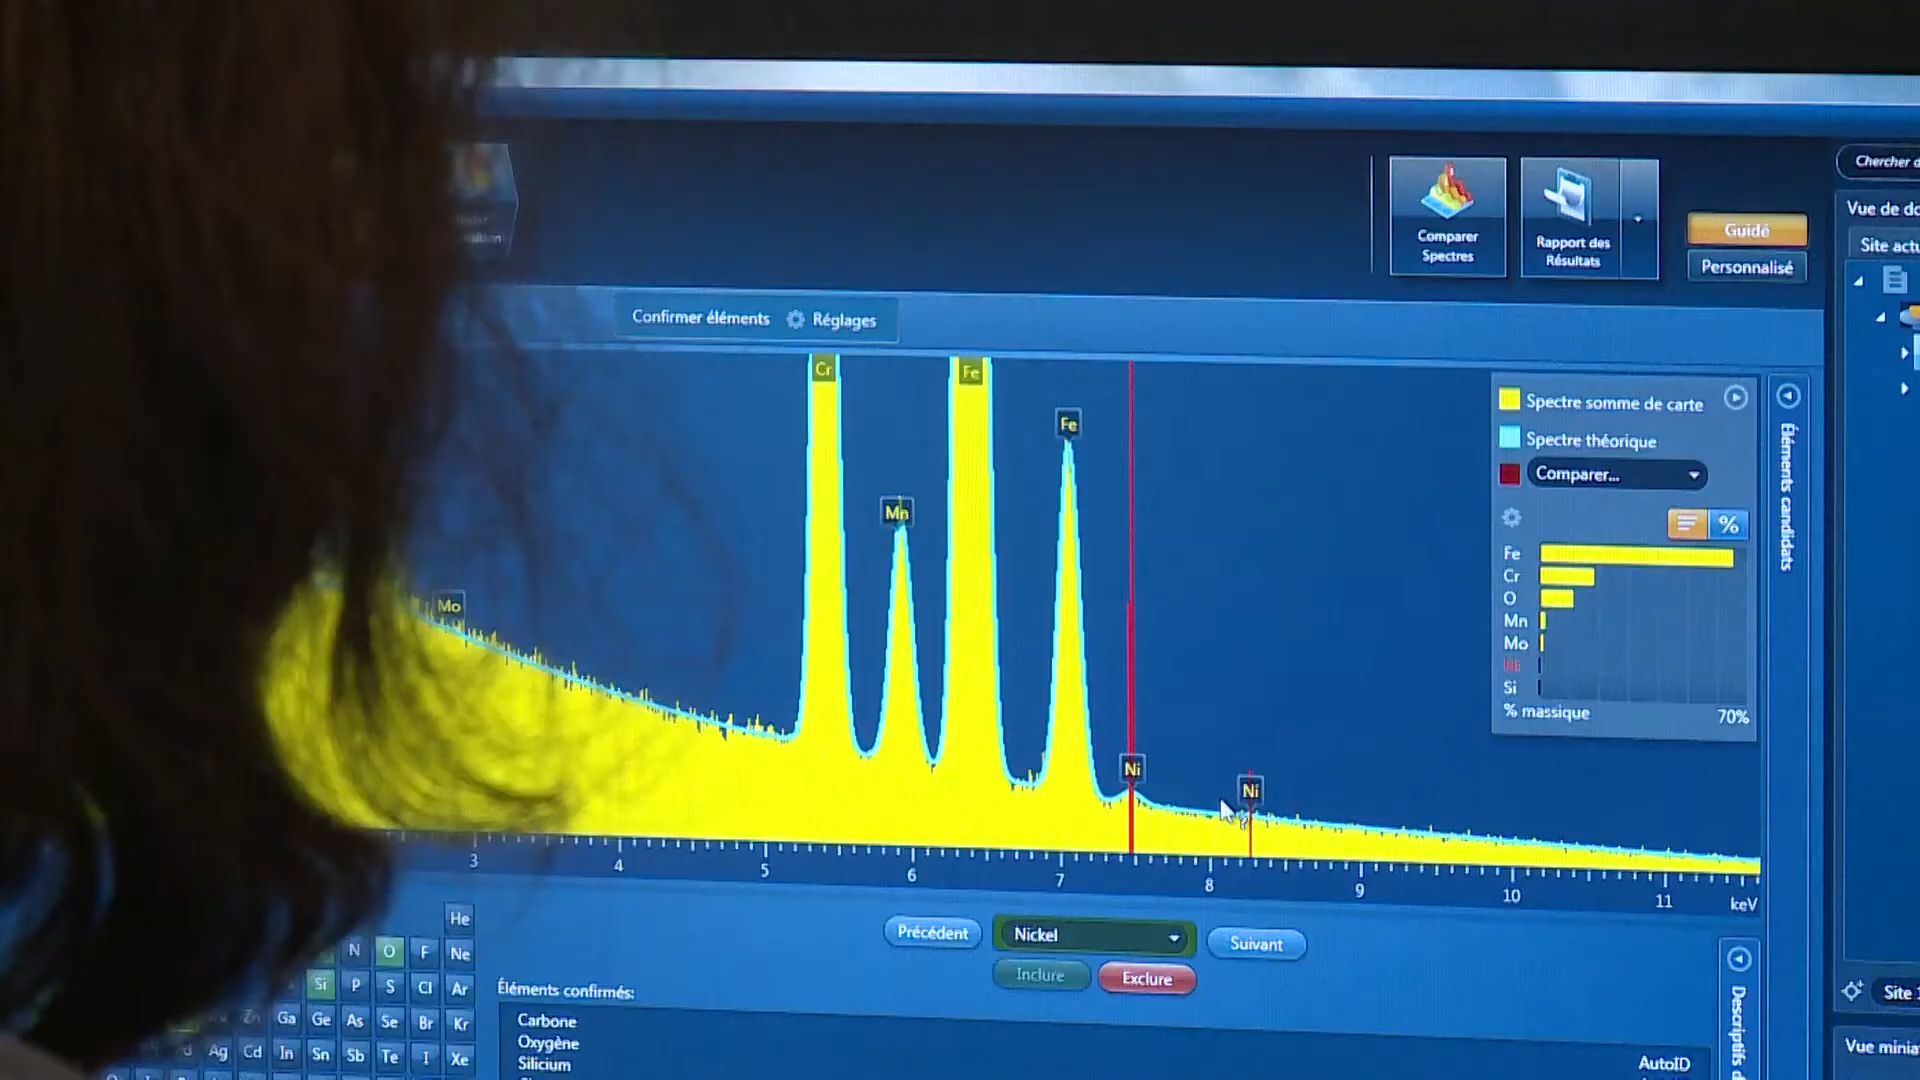 Chercher
Comparer
Spectres
Rapport des
Résultats
Guidé
Personnalisé
Vue de
Site
Confirmer éléments
Réglages
Cr
Fe
Fe
Mn
Mo
Ni
Ni
Spectre somme de carte
Spectre théorique
Comparer...
%
Fe
Cr
O
Mn
Mo
Ni
Si
% massique 70%
Éléments candidats
3 4 5 6 7 8 9 10 11 keV
He
N O F Ne
Si P S Cl Ar
Zn Ga Ge As Se Br Kr
Ag Cd In Sn Sb Te I Xe
Précédent
Nickel
Suivant
Inclure
Exclure
Éléments confirmés:
Carbone
Oxygène
Silicium
AutoID
Descriptifs
Site 1
Vue